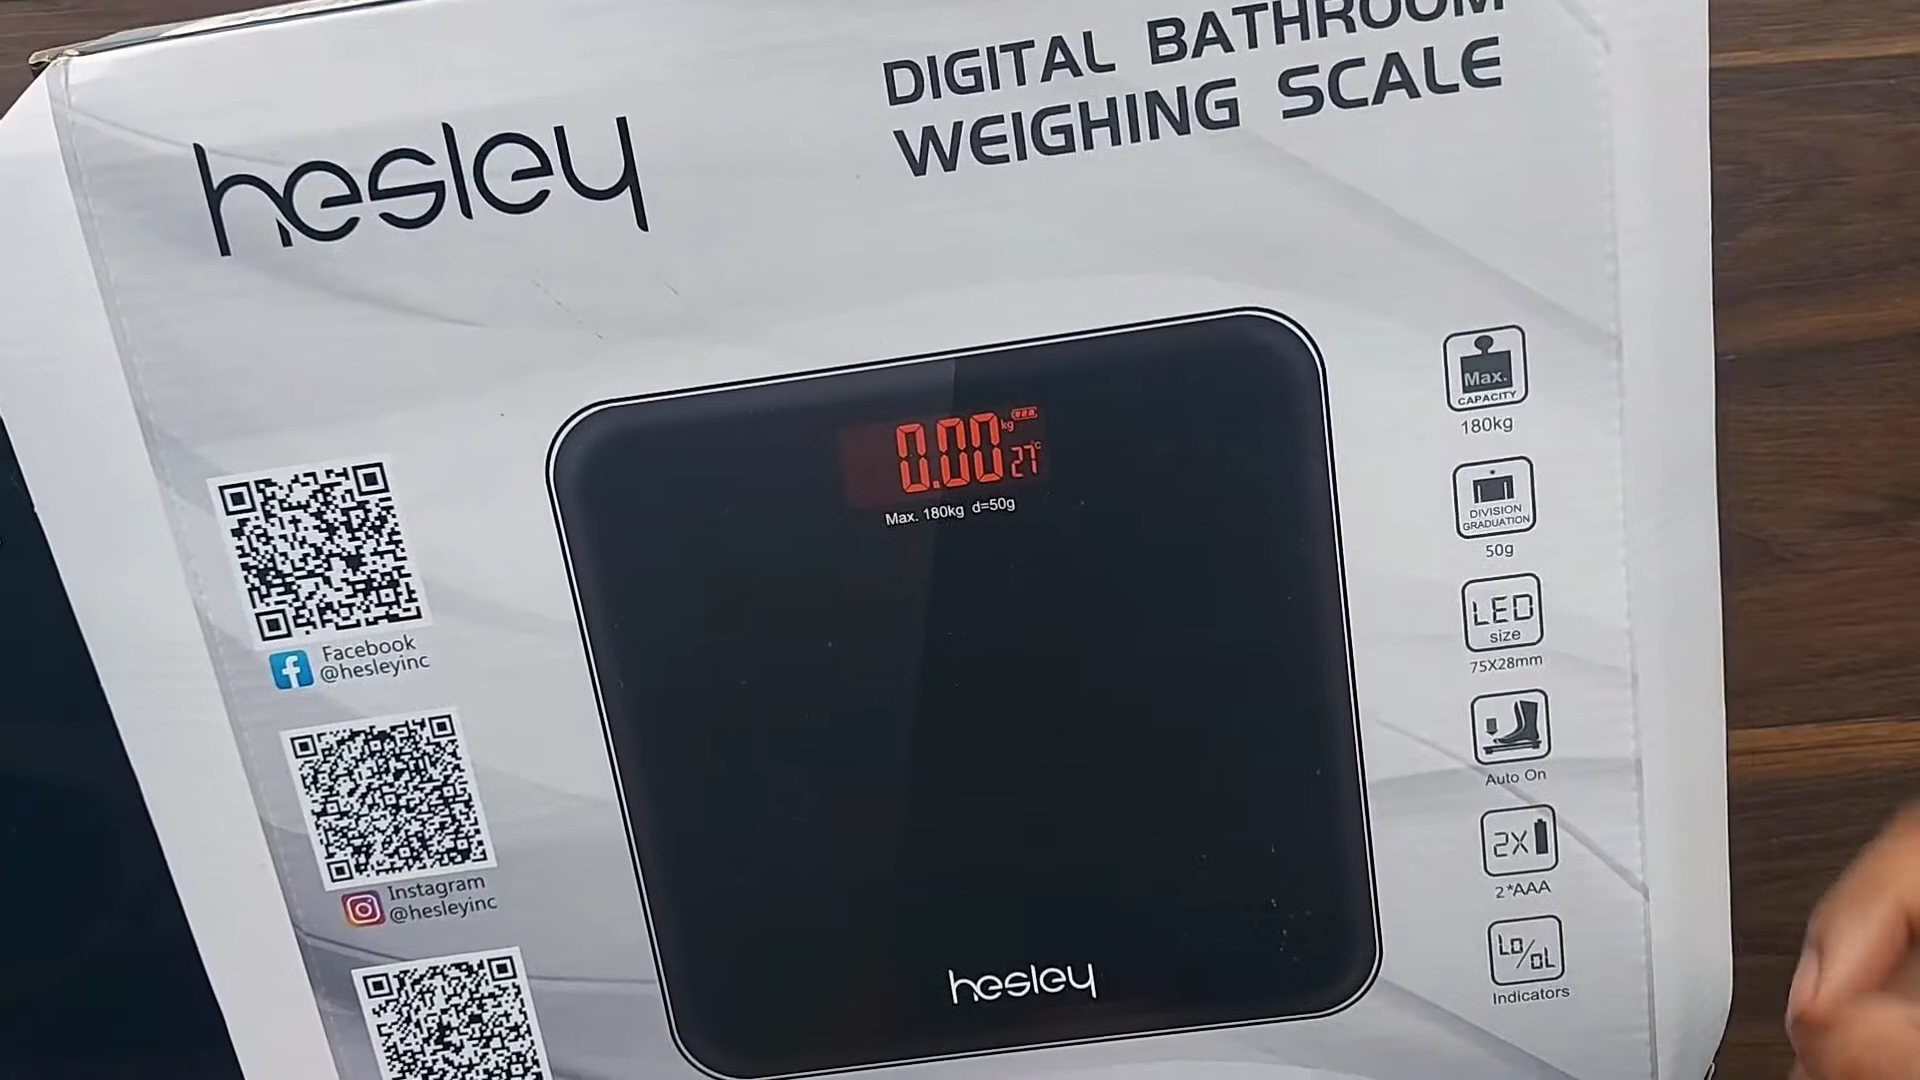 hesley
DIGITAL BATHROOM
WEIGHING SCALE
0.00 kg
27°C
Max. 180kg d=50g
hesley
Facebook
@hesleyinc
Instagram
@hesleyinc
Max.
CAPACITY
180kg
DIVISION
GRADUATION
50g
LED
size
75X28mm
Auto On
2X
2*AAA
Lo/oL
Indicators